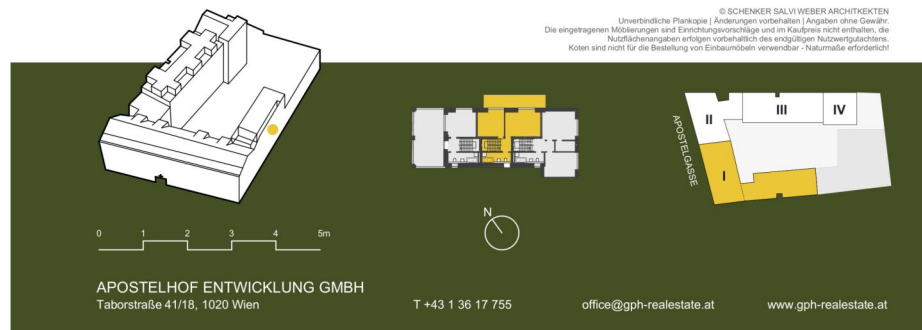 © SCHENKER SALVI WEBER ARCHITKEKTEN
Unverbindliche Plankopie | Änderungen vorbehalten | Angaben ohne Gewähr.
Die eingetragenen Möblierungen sind Einrichtungsvorschläge und im Kaufpreis nicht enthalten, die
Nutzflächenangaben erfolgen vorbehaltlich des endgültigen Nutzwertgutachtens.
Koten sind nicht für die Bestellung von Einbaumöbeln verwendbar - Naturmaße erforderlich!
II
III
IV
APOSTELGASSE
I
N
0 1 2 3 4 5m
APOSTELHOF ENTWICKLUNG GMBH
Taborstraße 41/18, 1020 Wien
T +43 1 36 17 755
office@gph-realestate.at
www.gph-realestate.at